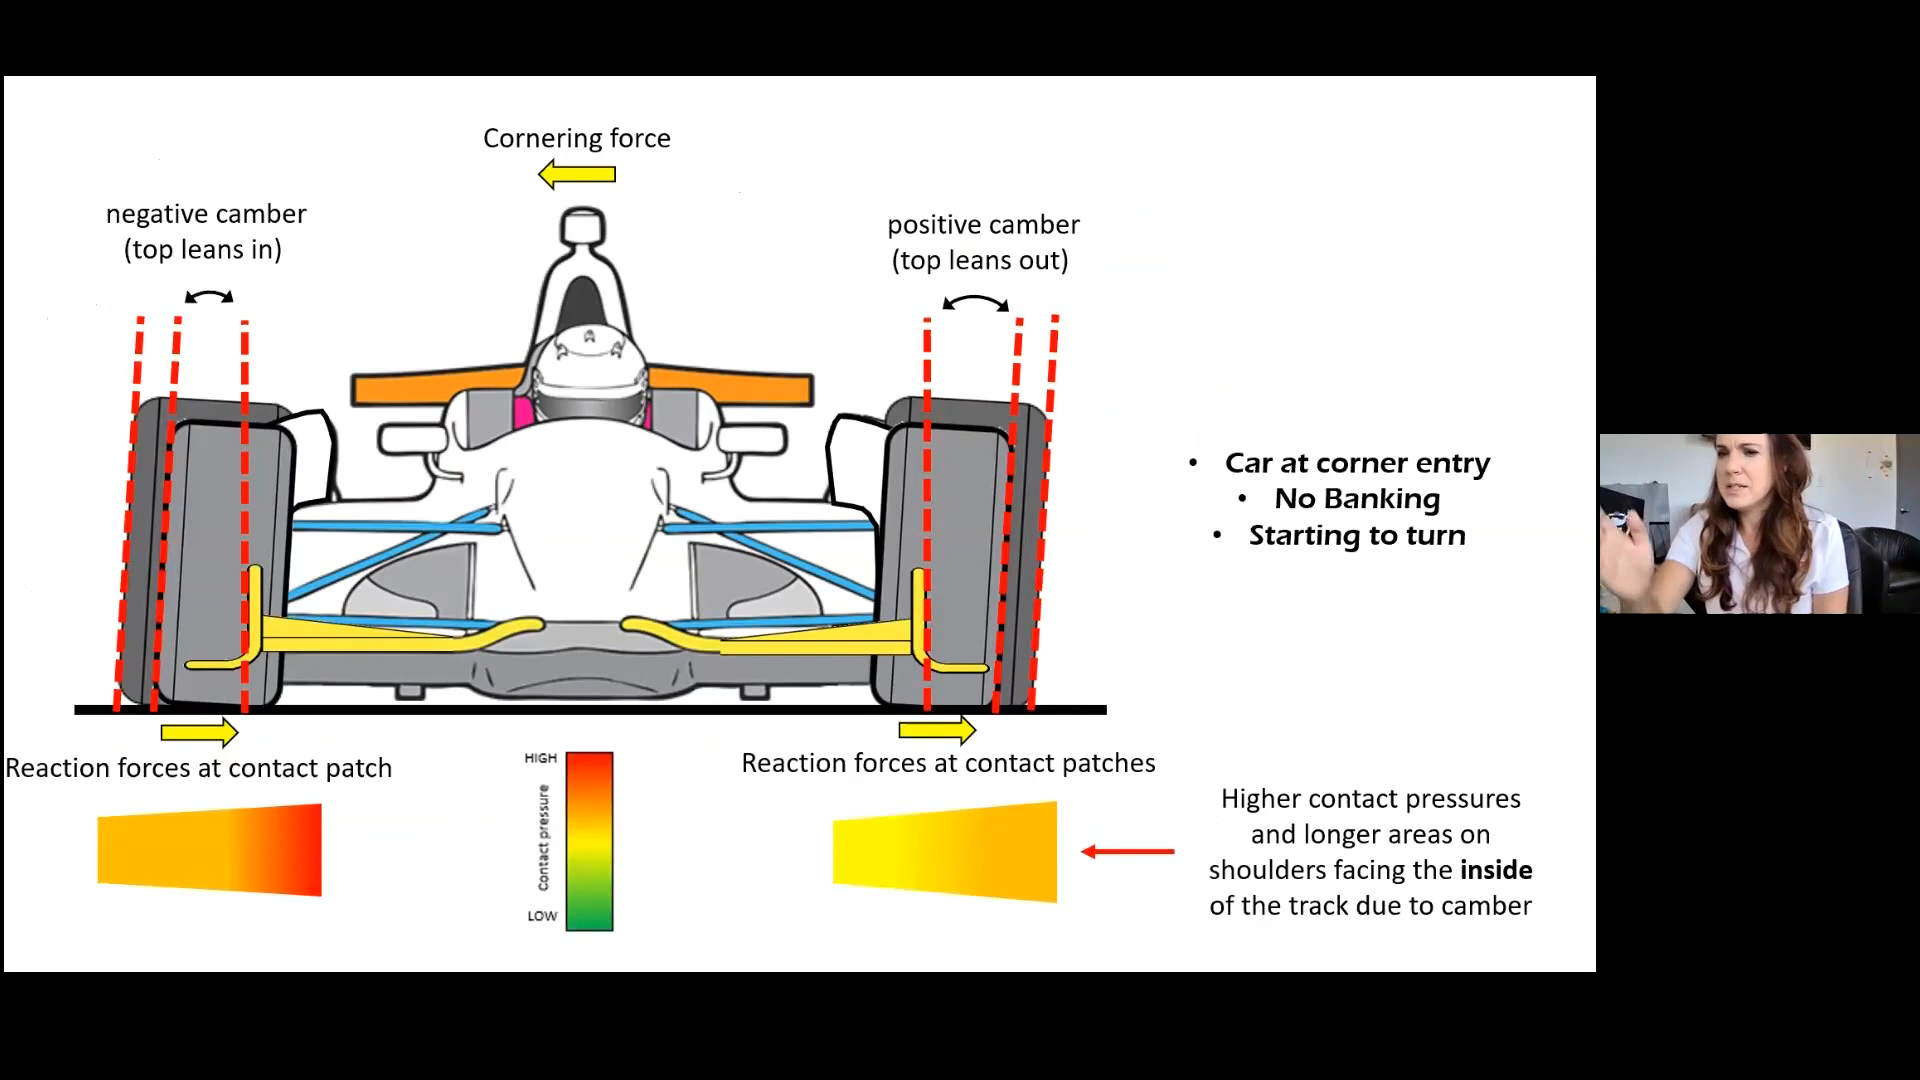 Cornering force
negative camber
(top leans in)
positive camber
(top leans out)
• Car at corner entry
• No Banking
• Starting to turn
Reaction forces at contact patch
Reaction forces at contact patches
HIGH
Contact pressure
LOW
Higher contact pressures
and longer areas on
shoulders facing the inside
of the track due to camber